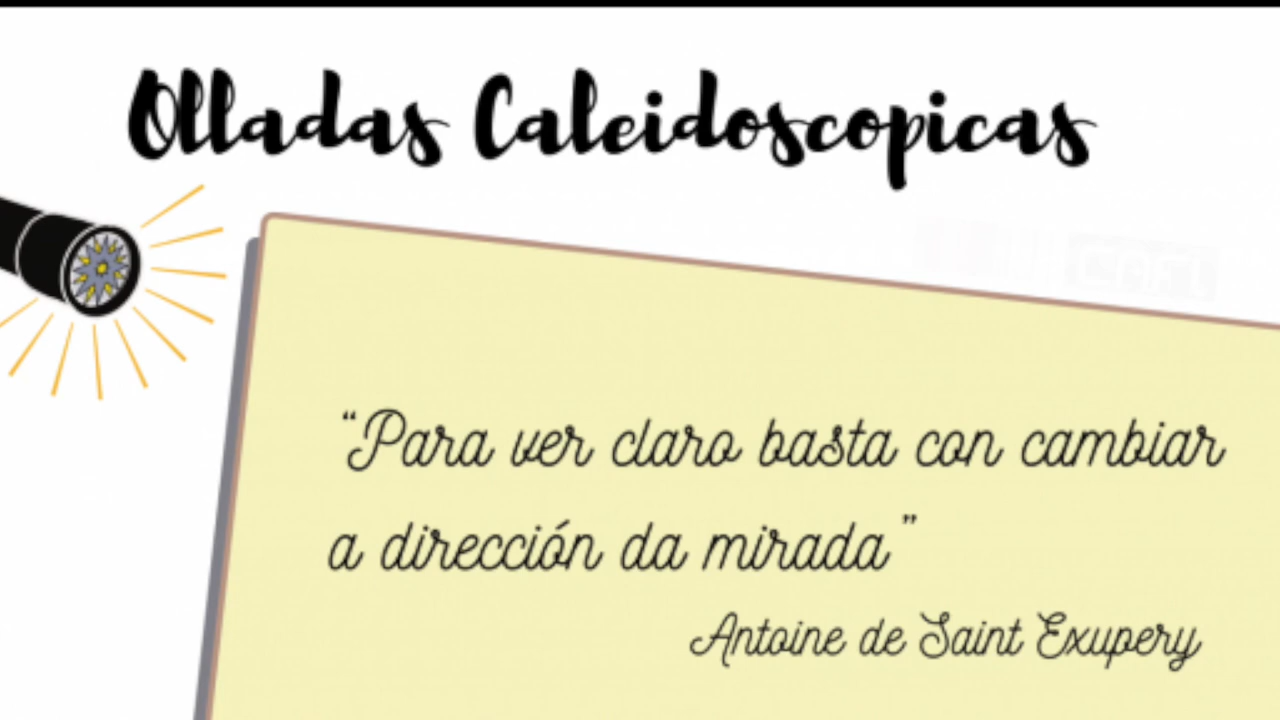 Olladas Caleidoscopicas
“Para ver claro basta con cambiar
a dirección da mirada”
Antoine de Saint Exupery